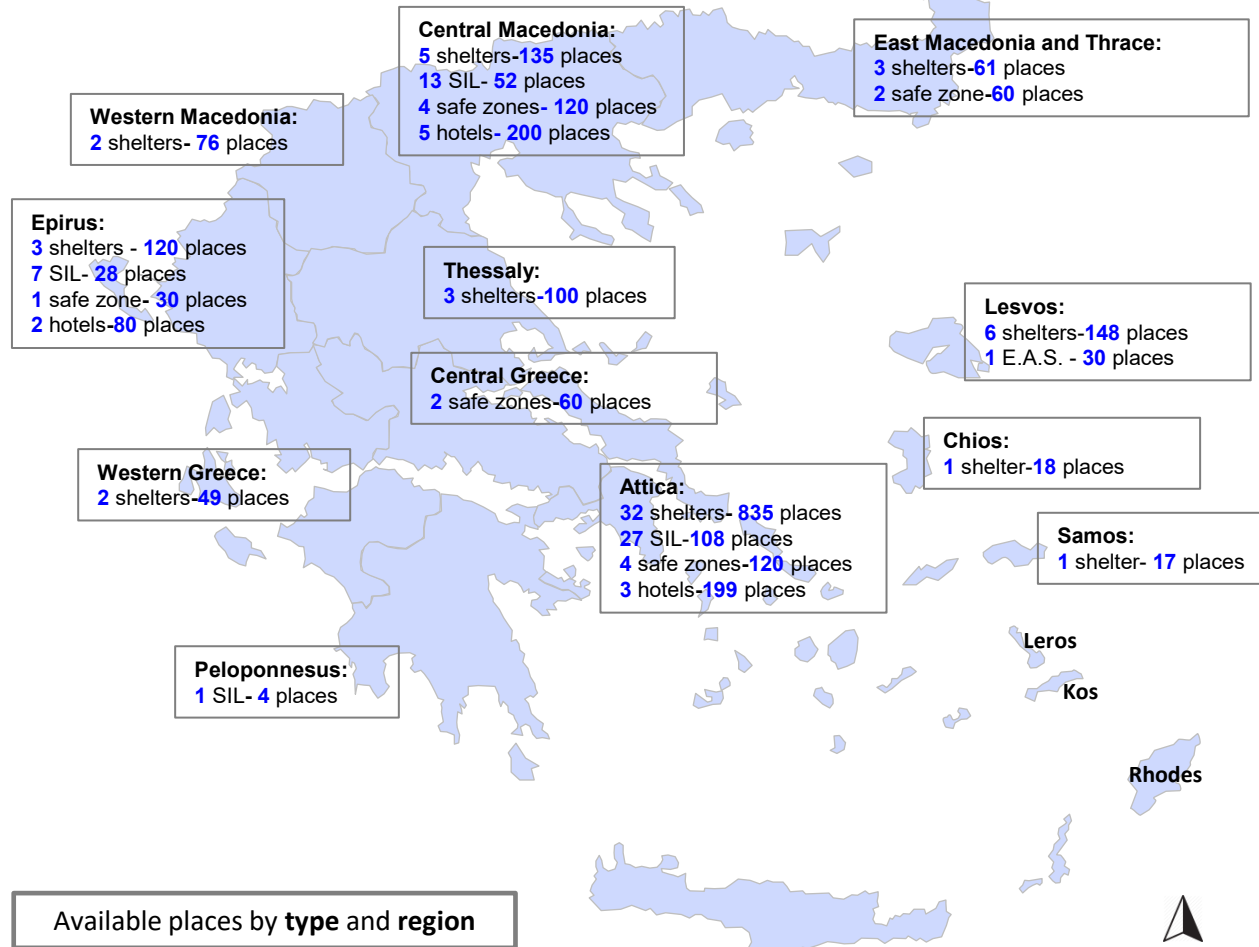 Central Macedonia:
5 shelters-135 places
13 SIL- 52 places
4 safe zones- 120 places
5 hotels- 200 places
East Macedonia and Thrace:
3 shelters-61 places
2 safe zone-60 places
Western Macedonia:
2 shelters- 76 places
Epirus:
3 shelters - 120 places
7 SIL- 28 places
1 safe zone- 30 places
2 hotels-80 places
Thessaly:
3 shelters-100 places
Lesvos:
6 shelters-148 places
1 E.A.S. - 30 places
Central Greece:
2 safe zones-60 places
Chios:
1 shelter-18 places
Western Greece:
2 shelters-49 places
Attica:
32 shelters- 835 places
27 SIL-108 places
4 safe zones-120 places
3 hotels-199 places
Samos:
1 shelter- 17 places
Leros
Kos
Peloponnesus:
1 SIL- 4 places
Rhodes
Available places by type and region